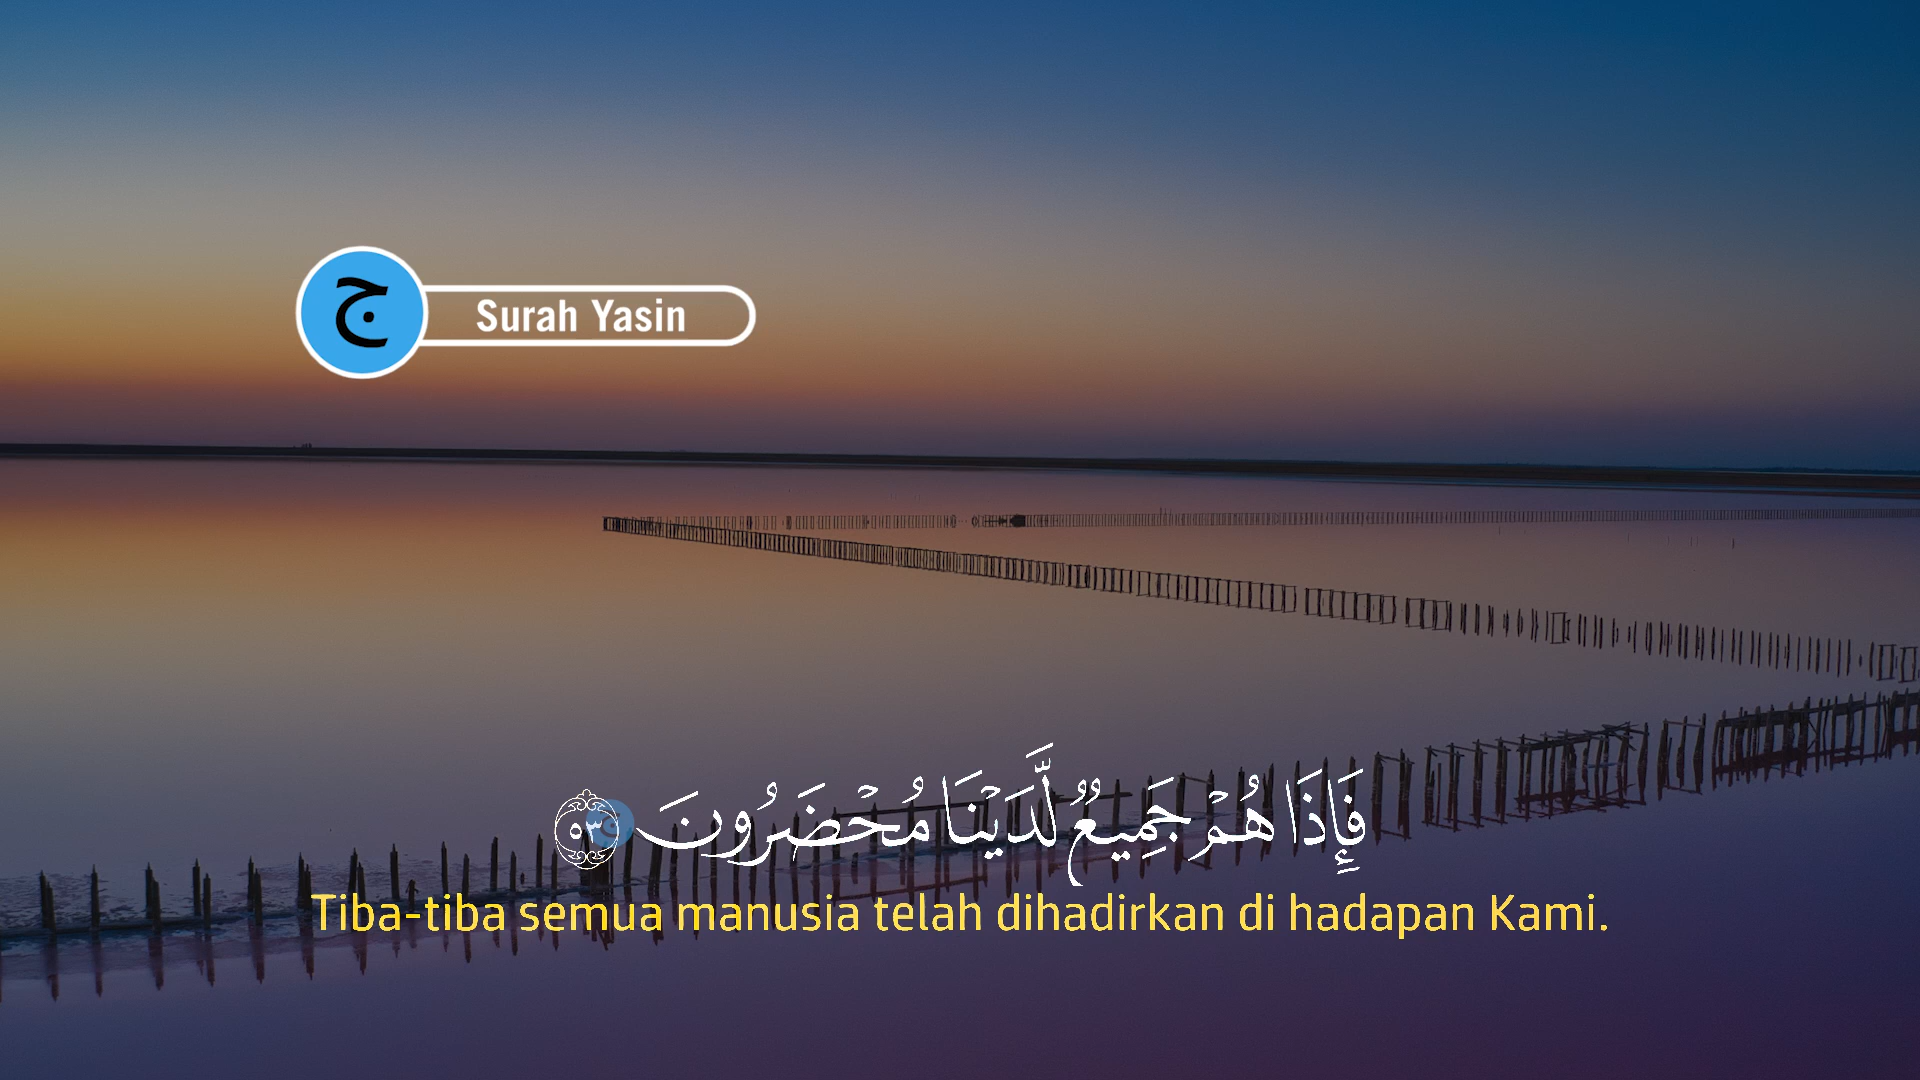 ج
Surah Yasin
فَإِذَا هُمْ جَمِيعٌ لَّدَيْنَا مُحْضَرُونَ ٥٣
Tiba-tiba semua manusia telah dihadirkan di hadapan Kami.